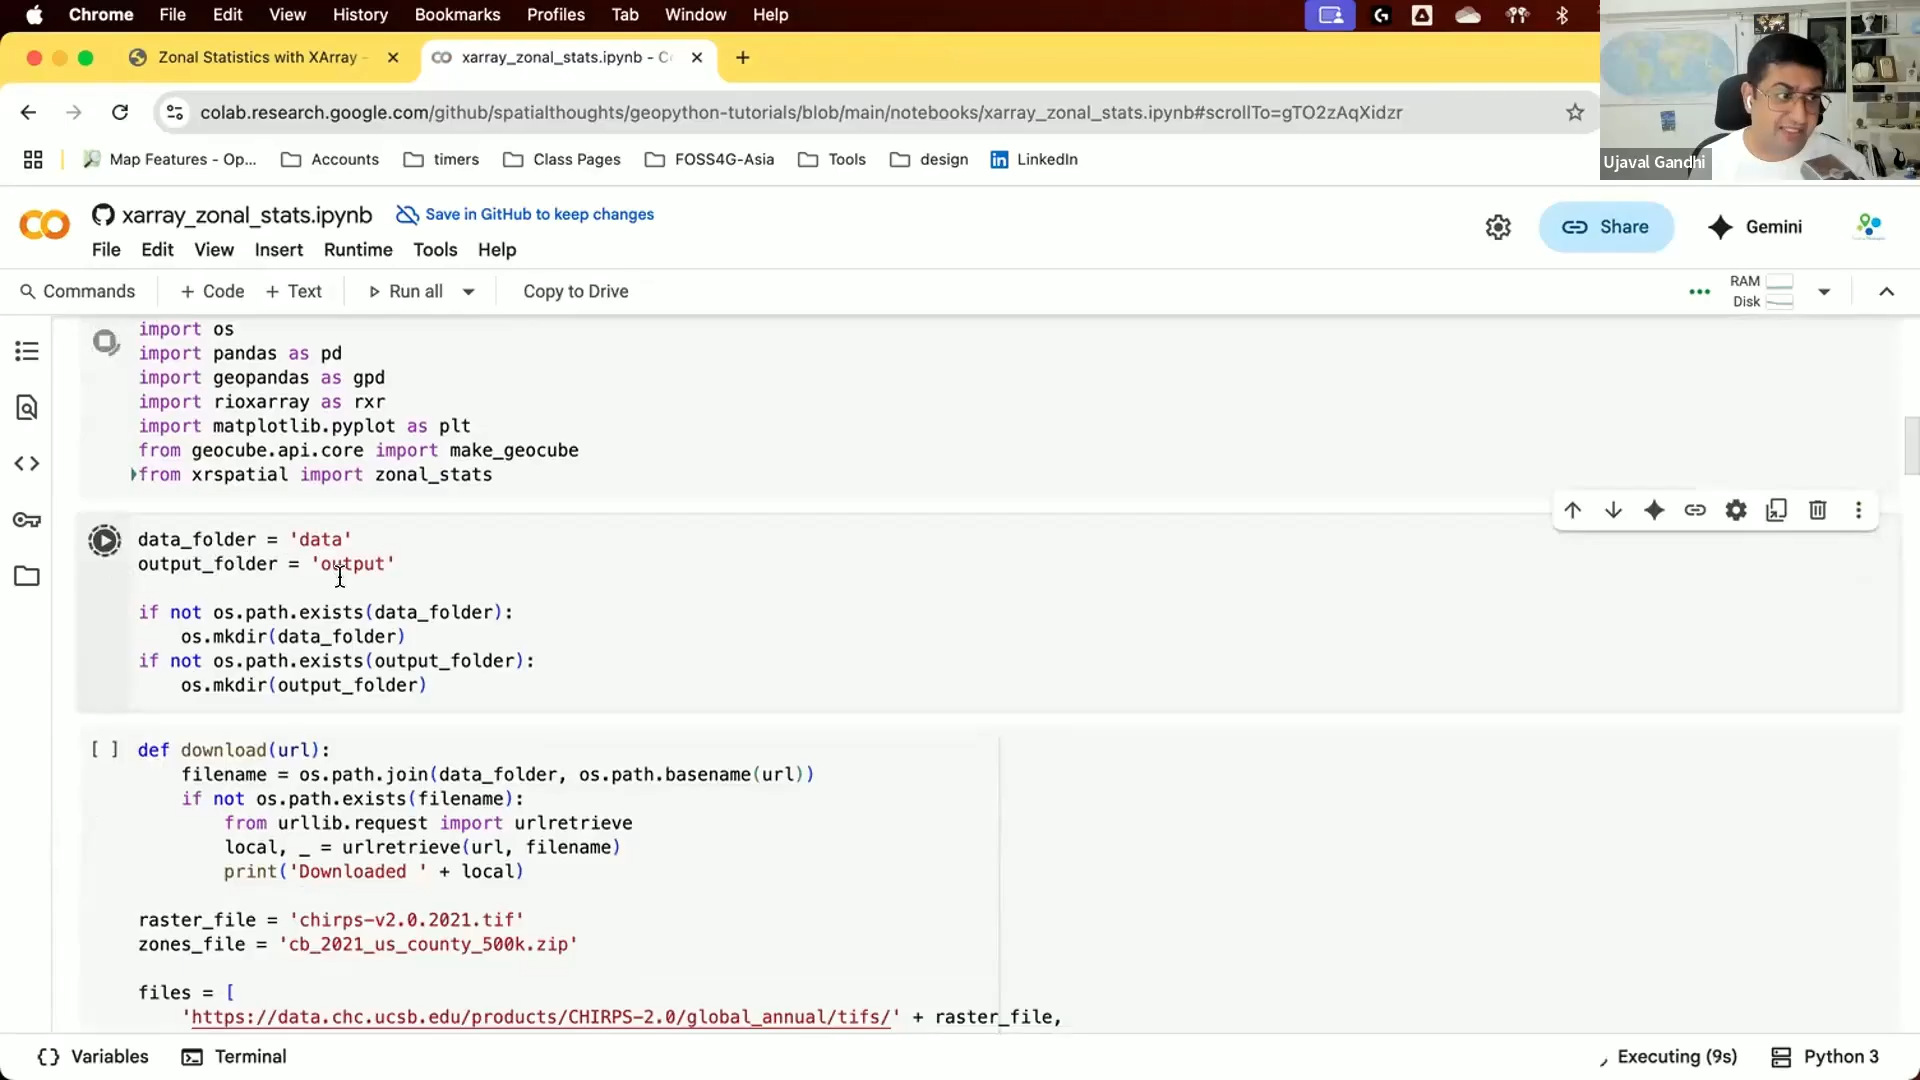 Chrome File Edit View History Bookmarks Profiles Tab Window Help
Zonal Statistics with XArray -
xarray_zonal_stats.ipynb - C
colab.research.google.com/github/spatialthoughts/geopython-tutorials/blob/main/notebooks/xarray_zonal_stats.ipynb#scrollTo=gTO2zAqXidzr
Map Features - Op... Accounts timers Class Pages FOSS4G-Asia Tools design LinkedIn
Ujaval Gandhi
xarray_zonal_stats.ipynb Save in GitHub to keep changes
Share Gemini
File Edit View Insert Runtime Tools Help
Commands + Code + Text Run all Copy to Drive
RAM
Disk
import os
import pandas as pd
import geopandas as gpd
import rioxarray as rxr
import matplotlib.pyplot as plt
from geocube.api.core import make_geocube
from xrspatial import zonal_stats
data_folder = 'data'
output_folder = 'output'
if not os.path.exists(data_folder):
    os.mkdir(data_folder)
if not os.path.exists(output_folder):
    os.mkdir(output_folder)
[ ] def download(url):
    filename = os.path.join(data_folder, os.path.basename(url))
    if not os.path.exists(filename):
        from urllib.request import urlretrieve
        local, _ = urlretrieve(url, filename)
        print('Downloaded ' + local)
raster_file = 'chirps-v2.0.2021.tif'
zones_file = 'cb_2021_us_county_500k.zip'
files = [
    'https://data.chc.ucsb.edu/products/CHIRPS-2.0/global_annual/tifs/' + raster_file,
{} Variables Terminal Executing (9s) Python 3